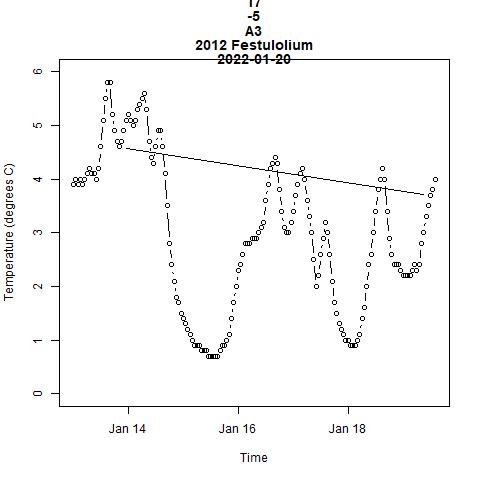 17
-5
A3
2012 Festulolium
2022-01-20
6
5
4
3
2
1
0
Temperature (degrees C)
Jan 14 Jan 16 Jan 18
Time